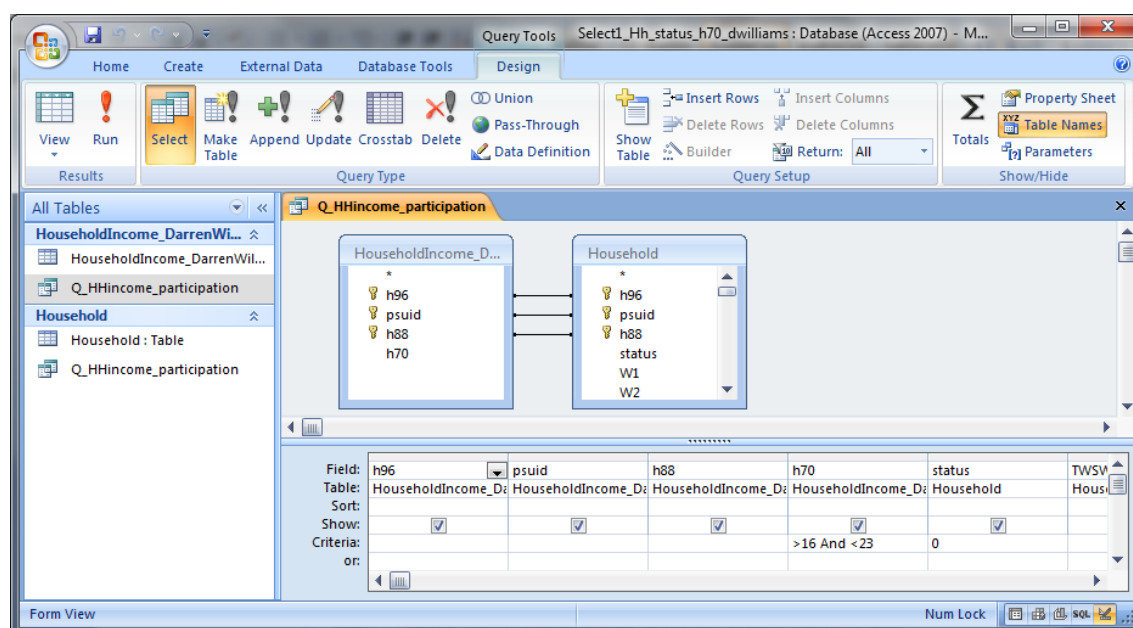 Query Tools Select1_Hh_status_h70_dwilliams : Database (Access 2007) - M...
Home Create External Data Database Tools Design
View
Run
Select
Make Table
Append
Update
Crosstab
Delete
Union
Pass-Through
Data Definition
Show Table
Insert Rows
Delete Rows
Builder
Insert Columns
Delete Columns
Return: All
Totals
Property Sheet
Table Names
Parameters
Results Query Type Query Setup Show/Hide
All Tables
HouseholdIncome_DarrenWi...
HouseholdIncome_DarrenWil...
Q_HHincome_participation
Household
Household : Table
Q_HHincome_participation
Q_HHincome_participation
HouseholdIncome_D...
*
h96
psuid
h88
h70
Household
*
h96
psuid
h88
status
W1
W2
Field: h96 psuid h88 h70 status
Table: HouseholdIncome_Da HouseholdIncome_Da HouseholdIncome_Da HouseholdIncome_Da Household
Sort:
Show:
Criteria: >16 And <23 0
or:
Form View Num Lock SQL